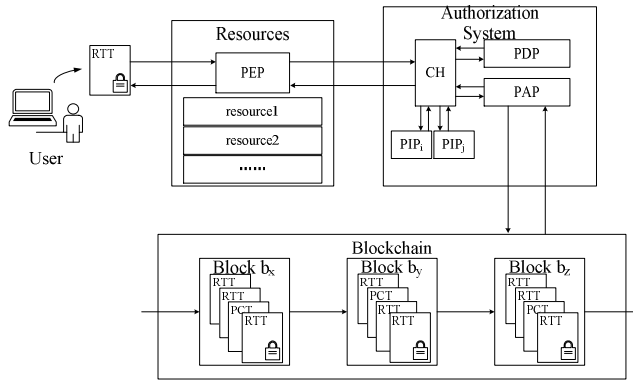 Authorization
System
Resources
RTT
PEP
CH
PDP
PAP
resource1
resource2
......
PIPi
PIPj
User
Blockchain
Block bx
Block by
Block bz
RTT
RTT
PCT
RTT
RTT
PCT
RTT
RTT
RTT
RTT
PCT
RTT